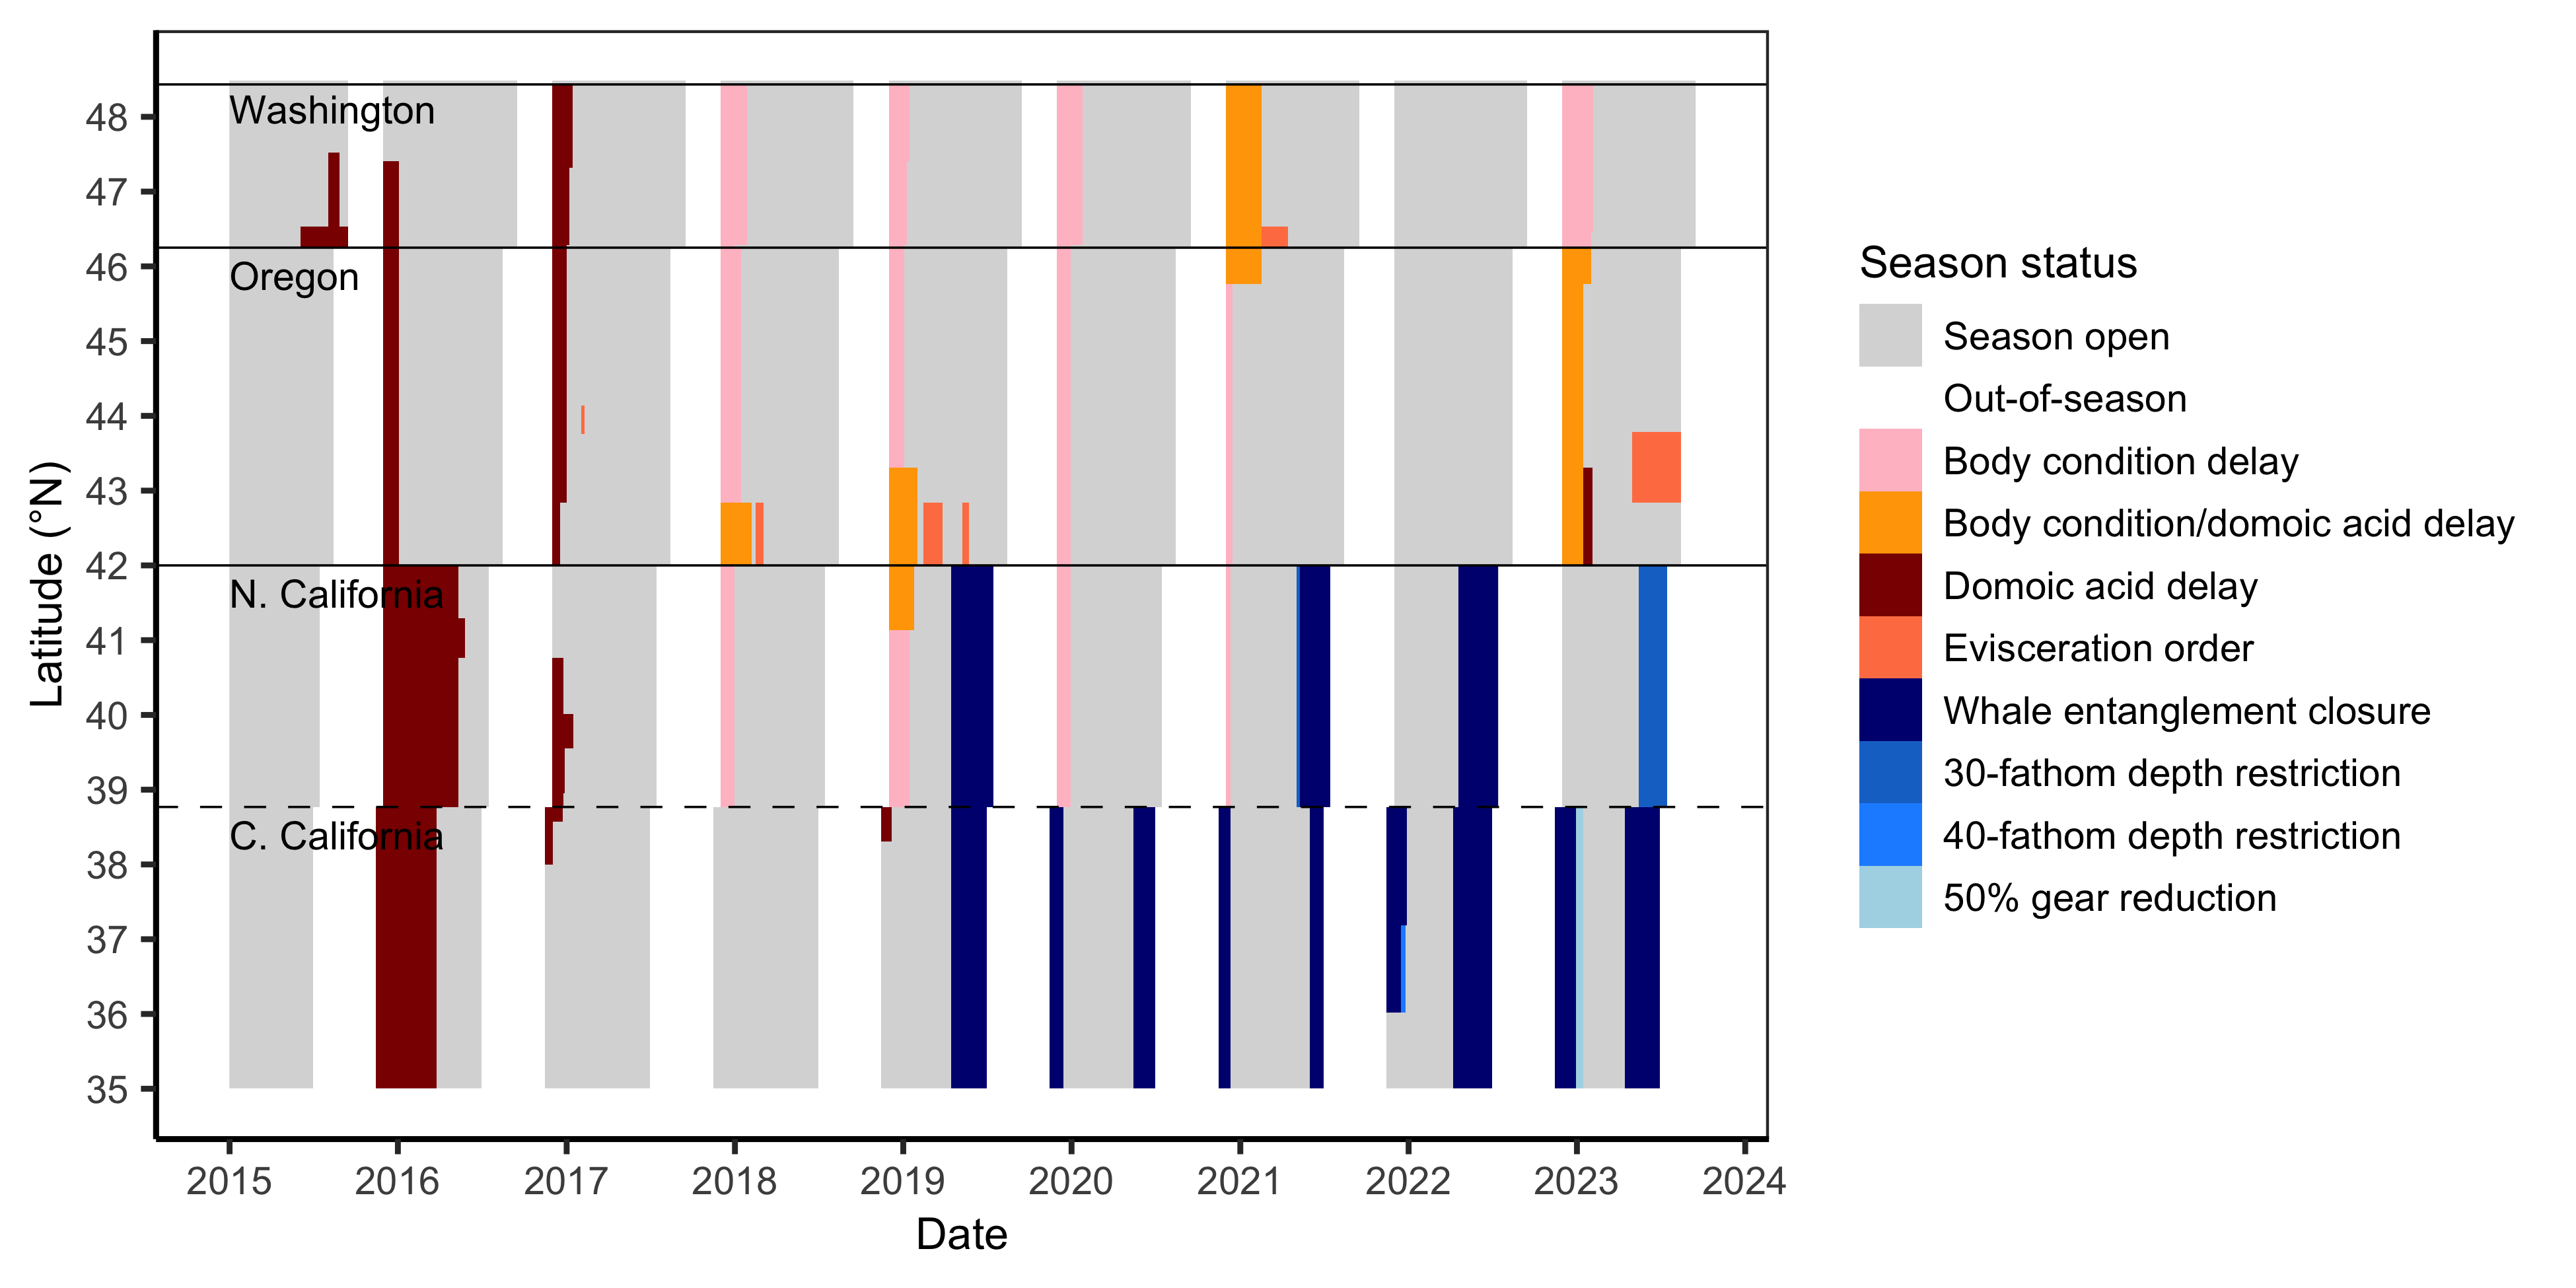 Washington
Oregon
N. California
C. California
48
47
46
45
44
43
42
41
40
39
38
37
36
35
Latitude (°N)
2015 2016 2017 2018 2019 2020 2021 2022 2023 2024
Date
Season status
Season open
Out-of-season
Body condition delay
Body condition/domoic acid delay
Domoic acid delay
Evisceration order
Whale entanglement closure
30-fathom depth restriction
40-fathom depth restriction
50% gear reduction